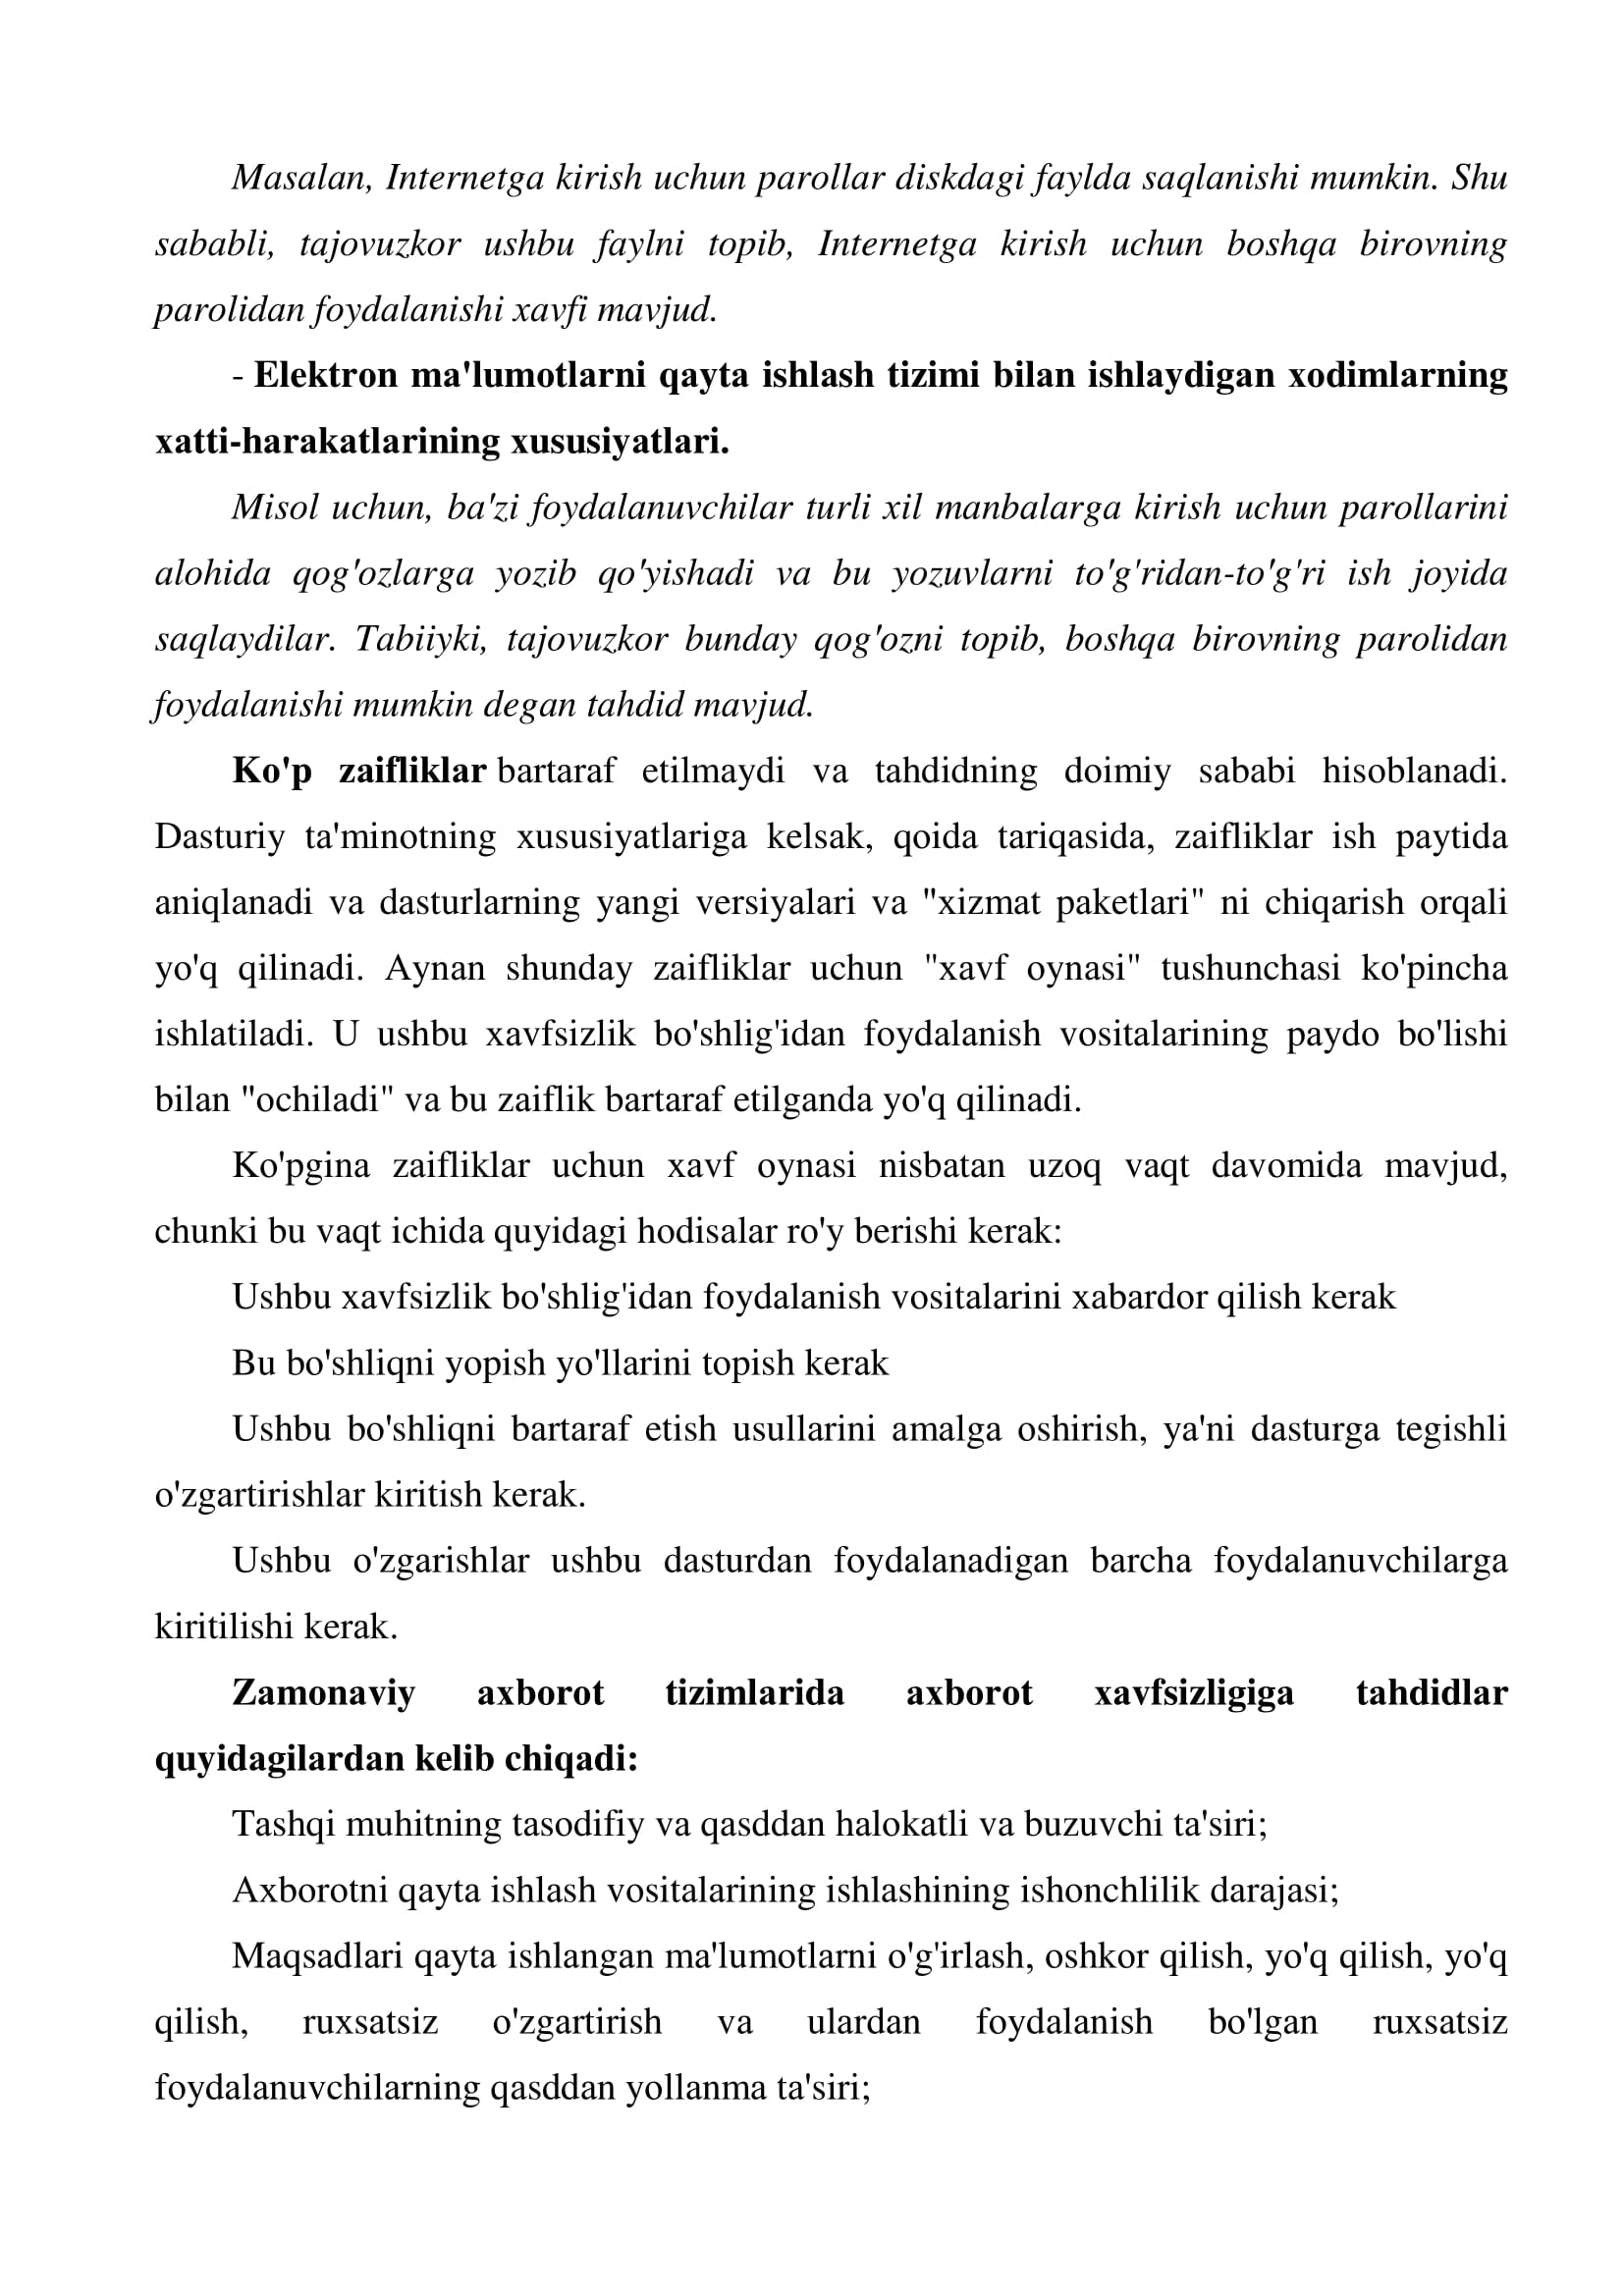 Masalan, Internetga kirish uchun parollar diskdagi faylda saqlanishi mumkin. Shu
sababli, tajovuzkor ushbu faylni topib, Internetga kirish uchun boshqa birovning
parolidan foydalanishi xavfi mavjud.
- Elektron ma'lumotlarni qayta ishlash tizimi bilan ishlaydigan xodimlarning
xatti-harakatlarining xususiyatlari.
Misol uchun, ba'zi foydalanuvchilar turli xil manbalarga kirish uchun parollarini
alohida qog'ozlarga yozib qo'yishadi va bu yozuvlarni to'g'ridan-to'g'ri ish joyida
saqlaydilar. Tabiiyki, tajovuzkor bunday qog'ozni topib, boshqa birovning parolidan
foydalanishi mumkin degan tahdid mavjud.
Ko'p zaifliklar bartaraf etilmaydi va tahdidning doimiy sababi hisoblanadi.
Dasturiy ta'minotning xususiyatlariga kelsak, qoida tariqasida, zaifliklar ish paytida
aniqlanadi va dasturlarning yangi versiyalari va "xizmat paketlari" ni chiqarish orqali
yo'q qilinadi. Aynan shunday zaifliklar uchun "xavf oynasi" tushunchasi ko'pincha
ishlatiladi. U ushbu xavfsizlik bo'shlig'idan foydalanish vositalarining paydo bo'lishi
bilan "ochiladi" va bu zaiflik bartaraf etilganda yo'q qilinadi.
Ko'pgina zaifliklar uchun xavf oynasi nisbatan uzoq vaqt davomida mavjud,
chunki bu vaqt ichida quyidagi hodisalar ro'y berishi kerak:
Ushbu xavfsizlik bo'shlig'idan foydalanish vositalarini xabardor qilish kerak
Bu bo'shliqni yopish yo'llarini topish kerak
Ushbu bo'shliqni bartaraf etish usullarini amalga oshirish, ya'ni dasturga tegishli
o'zgartirishlar kiritish kerak.
Ushbu o'zgarishlar ushbu dasturdan foydalanadigan barcha foydalanuvchilarga
kiritilishi kerak.
Zamonaviy axborot tizimlarida axborot xavfsizligiga tahdidlar
quyidagilardan kelib chiqadi:
Tashqi muhitning tasodifiy va qasddan halokatli va buzuvchi ta'siri;
Axborotni qayta ishlash vositalarining ishlashining ishonchlilik darajasi;
Maqsadlari qayta ishlangan ma'lumotlarni o'g'irlash, oshkor qilish, yo'q qilish, yo'q
qilish, ruxsatsiz o'zgartirish va ulardan foydalanish bo'lgan ruxsatsiz
foydalanuvchilarning qasddan yollanma ta'siri;